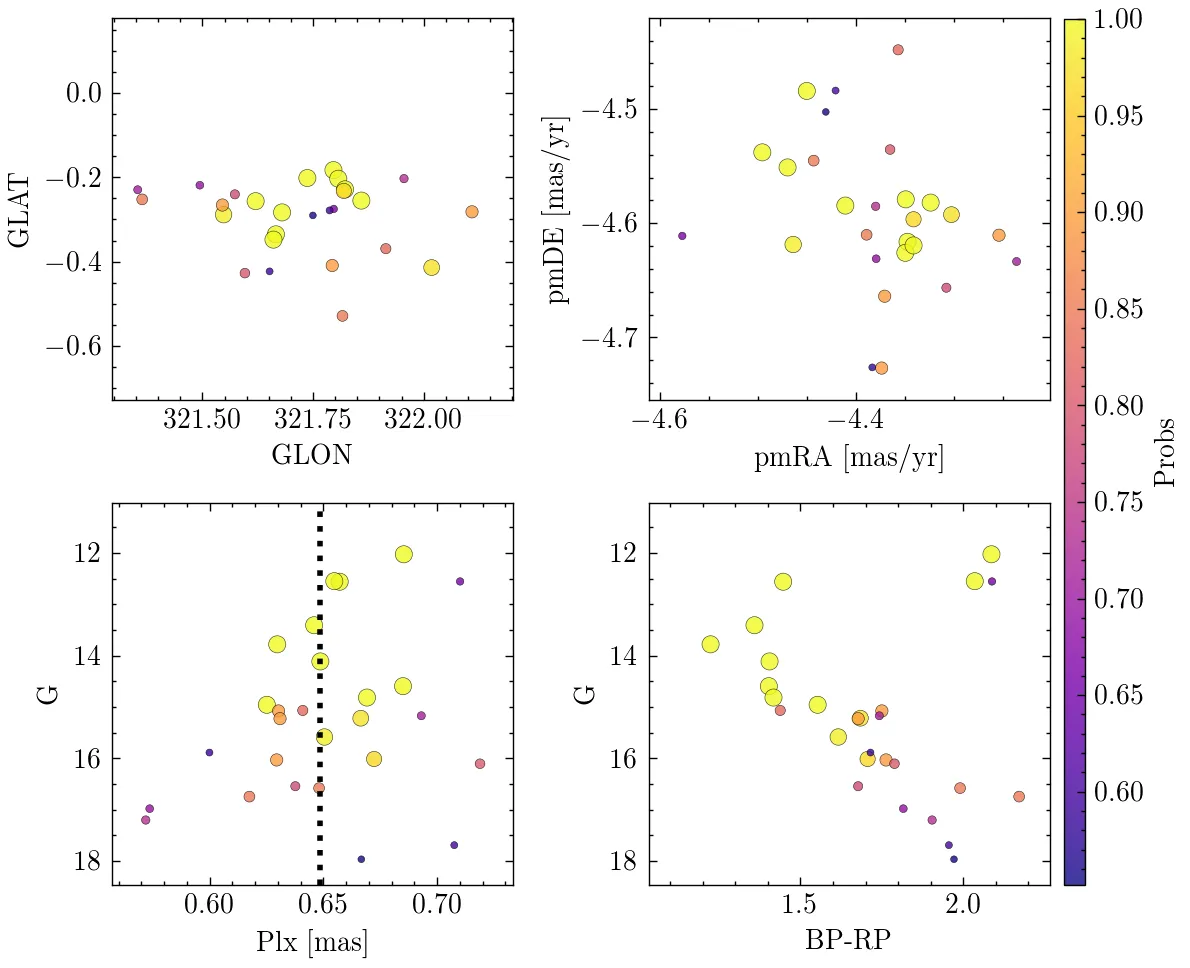 0.0
−0.2
−0.4
−0.6
GLAT
321.50 321.75 322.00
GLON
−4.5
−4.6
−4.7
pmDE [mas/yr]
−4.6 −4.4
pmRA [mas/yr]
1.00
0.95
0.90
0.85
0.80
0.75
0.70
0.65
0.60
Probs
12
14
16
18
G
0.60 0.65 0.70
Plx [mas]
12
14
16
18
G
1.5 2.0
BP-RP